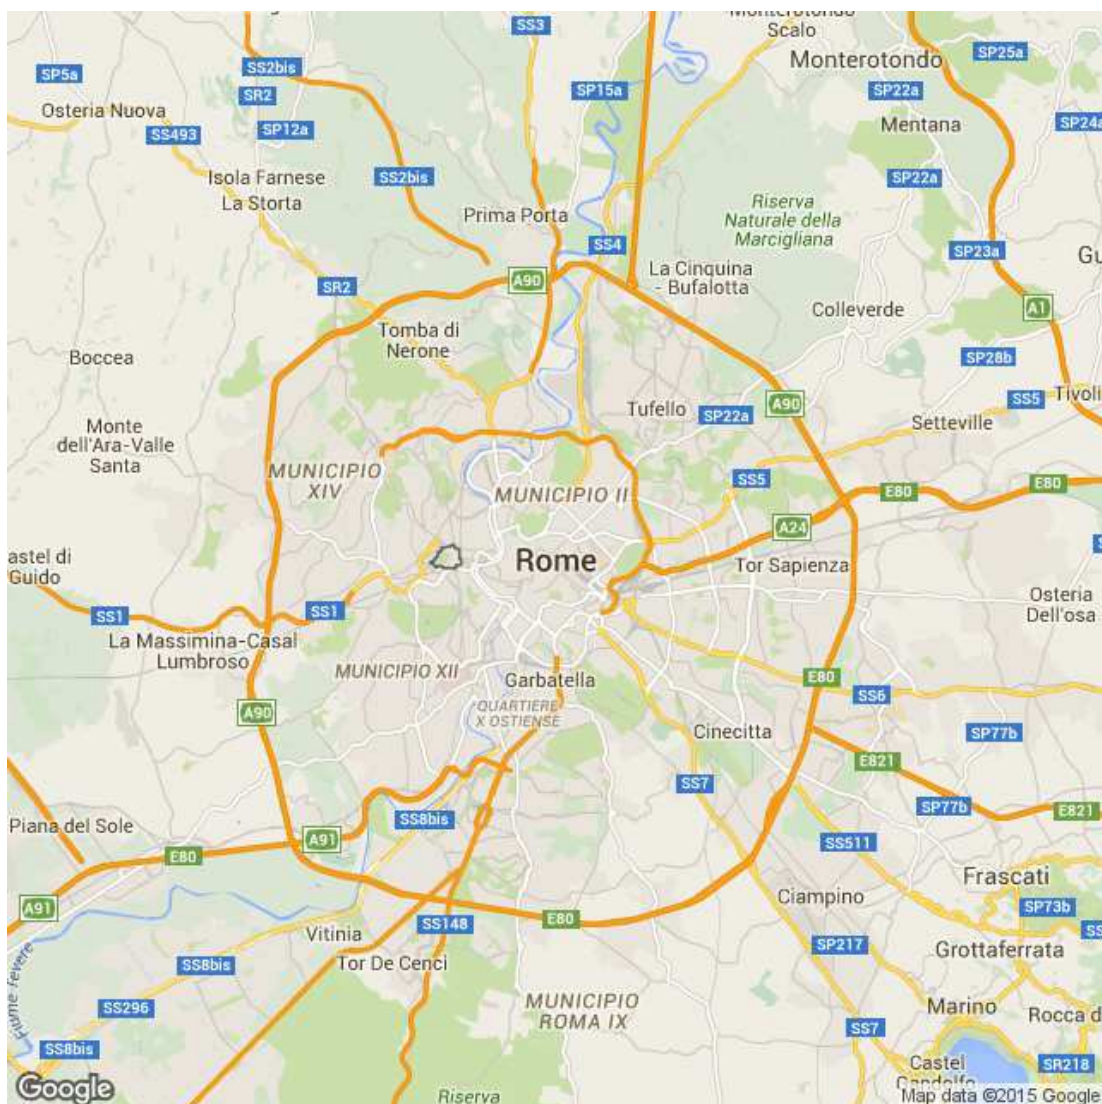 Monterotondo
Scalo
SS3
SS2bis
SP5a
SR2
SP15a
Monterotondo
SP25a
SP22a
Osteria Nuova
SS493
SP12a
Mentana
SP24a
Isola Farnese
La Storta
SS2bis
SP22a
Prima Porta
Riserva
Naturale della
Marcigliana
SS4
SP23a
Gu
A90
SR2
La Cinquina
- Bufalotta
Colleverde
A1
Tomba di
Nerone
Boccea
SP28b
Tivoli
SS5
A90
Tufello
SP22a
Setteville
Monte
dell'Ara-Valle
Santa
MUNICIPIO
XIV
MUNICIPIO II
SS5
E80
E80
A24
astel di
Guido
Rome
Tor Sapienza
SS1
SS1
Osteria
Dell'osa
La Massimina-Casal
Lumbroso
MUNICIPIO XII
Garbatella
E80
SS6
A90
QUARTIERE
X OSTIENSE
Cinecitta
SP77b
E821
SS7
SP77b
E821
SS8bis
Piana del Sole
A91
E80
SS511
Frascati
Ciampino
A91
SP73b
SS148
E80
Vitinia
SP217
SS
Grottaferrata
SS8bis
Tor De Cenci
Fiume Tevere
SS296
MUNICIPIO
ROMA IX
Marino
Rocca d
SS7
SS8bis
Castel
Gandolfo
SR218
Google
Riserva
Map data ©2015 Google